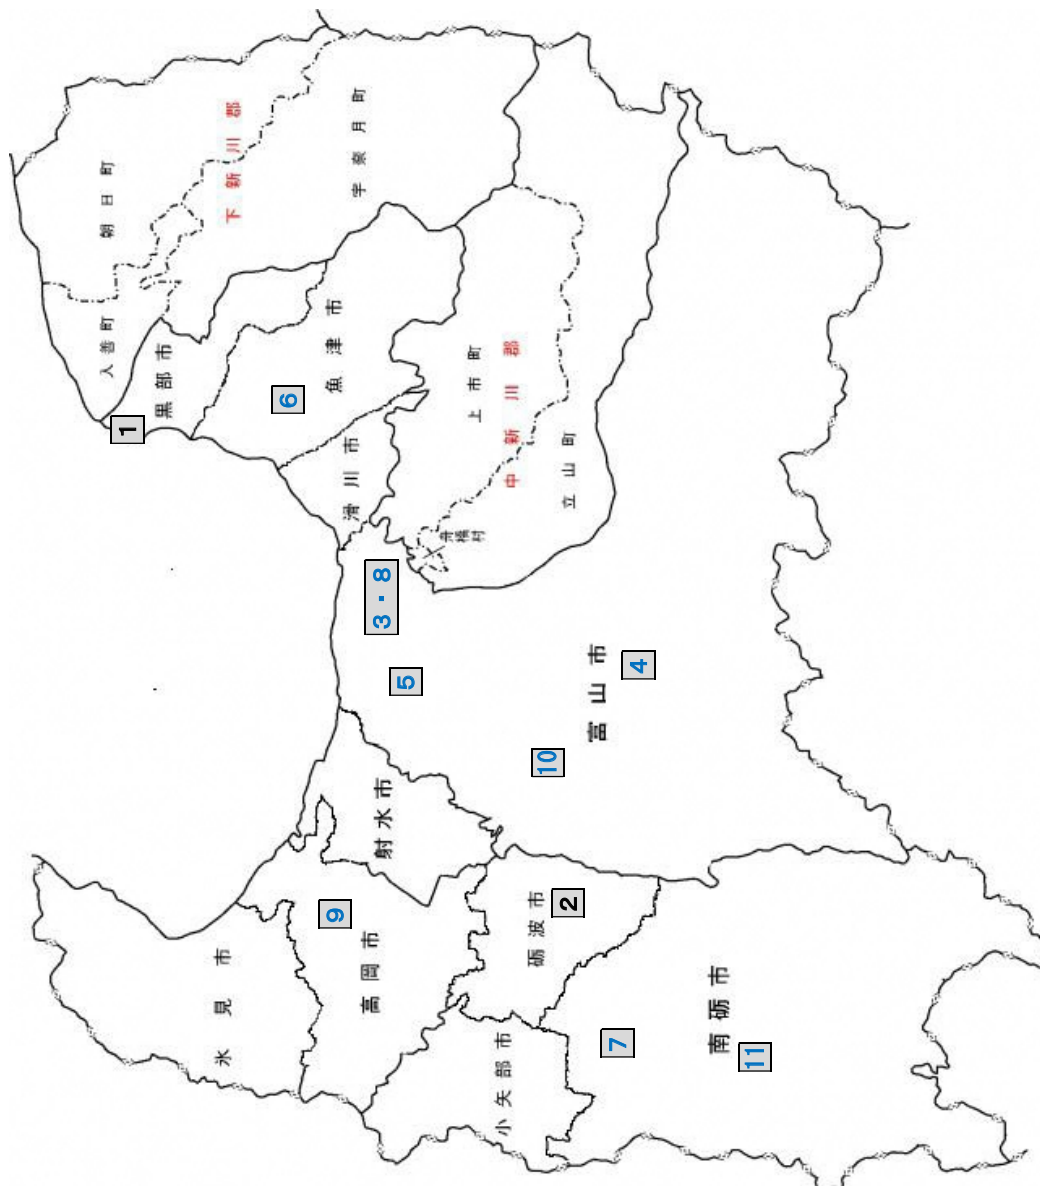 朝日町
入善町
1
黒部市
下新川郡
氷見市
6
魚津市
9
滑川市
宇奈月町
高岡市
3・8
射水市
5
舟橋村
上市町
小矢部市
中新川郡
砺波市
10
2
立山町
富山市
7
4
南砺市
11